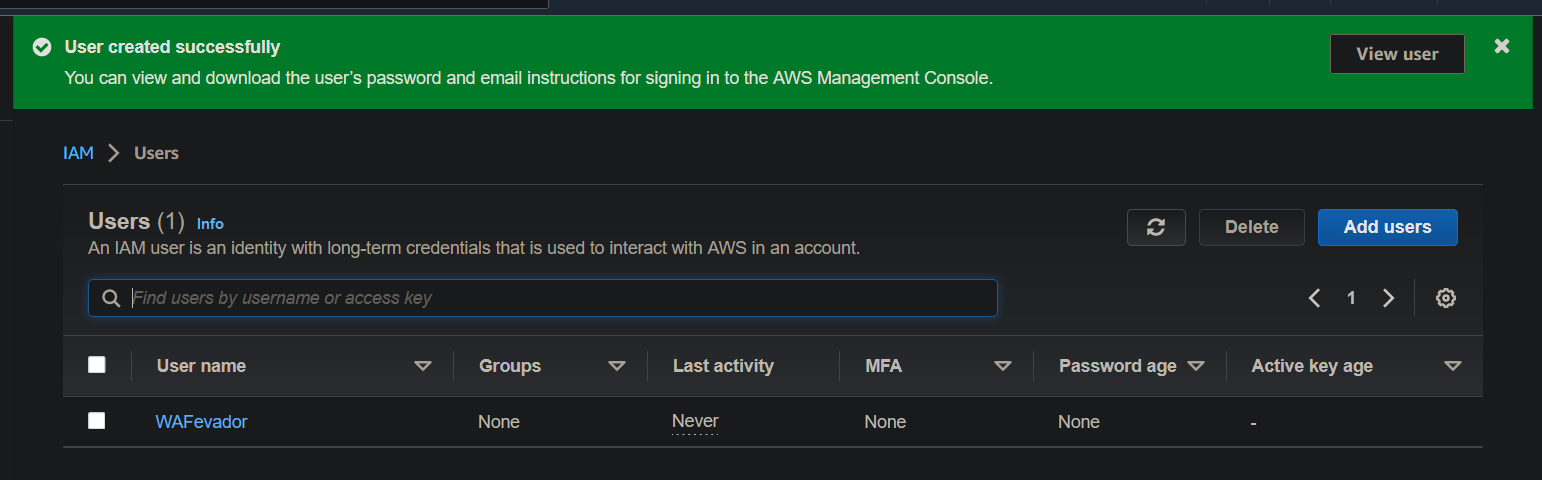 User created successfully
View user
You can view and download the user's password and email instructions for signing in to the AWS Management Console.
IAM > Users
Users (1) Info
An IAM user is an identity with long-term credentials that is used to interact with AWS in an account.
Delete
Add users
Find users by username or access key
1
User name Groups Last activity MFA Password age Active key age
WAFevador None Never None None -